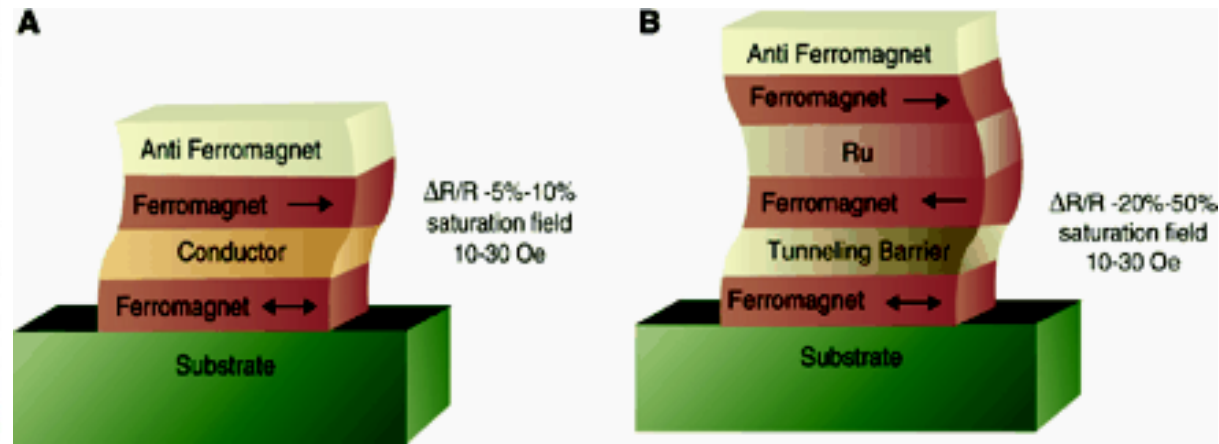 A
Anti Ferromagnet
Ferromagnet
Conductor
Ferromagnet
Substrate
ΔR/R -5%-10%
saturation field
10-30 Oe
B
Anti Ferromagnet
Ferromagnet
Ru
Ferromagnet
Tunneling Barrier
Ferromagnet
Substrate
ΔR/R -20%-50%
saturation field
10-30 Oe